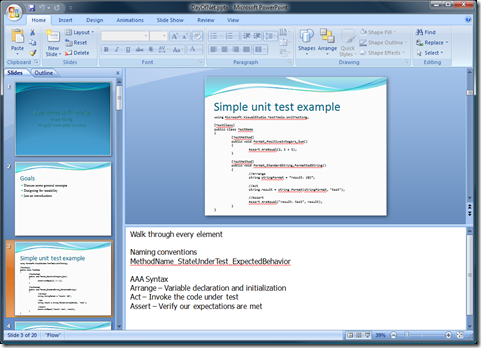 DayOfNet.pptx - Microsoft PowerPoint
Home
Insert
Design
Animations
Slide Show
Review
View
Paste
New Slide
Layout
Reset
Delete
Shapes
Arrange
Quick Styles
Shape Fill
Shape Outline
Shape Effects
Find
Replace
Select
Clipboard
Slides
Font
Paragraph
Drawing
Editing
Slides
Outline
1
2
Goals
Discuss some general concepts
Designing for testability
Just an introduction
3
Simple unit test example
4
Simple unit test example
using Microsoft.VisualStudio.TestTools.UnitTesting;
[TestClass]
public class TestName
{
[TestMethod]
public void Format_PositiveIntegers_Sum()
{
Assert.AreEqual(2, 1 + 1);
}
[TestMethod]
public void Format_StandardString_FormattedString()
{
//Arrange
string stringFormat = "result: {0}";
//Act
string result = string.Format(stringFormat, "test");
//Assert
Assert.AreEqual("result: test", result);
}
Walk through every element
Naming conventions
MethodName_StateUnderTest_ExpectedBehavior
AAA Syntax
Arrange – Variable declaration and initialization
Act – Invoke the code under test
Assert – Verify our expectations are met
Slide 3 of 20
"Flow"
39%